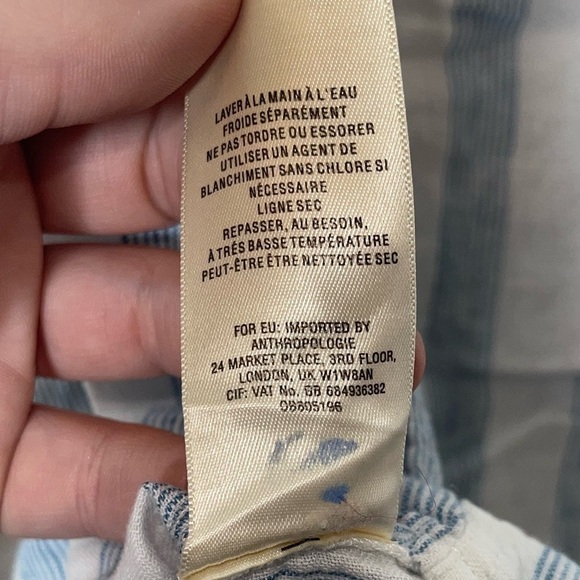 LAVER À LA MAIN À L'EAU
FROIDE SÉPARÉMENT
NE PAS TORDRE OU ESSORER
UTILISER UN AGENT DE
BLANCHIMENT SANS CHLORE SI
NÉCESSAIRE
LIGNE SEC
REPASSER, AU BESOIN,
À TRÈS BASSE TEMPÉRATURE
PEUT-ÊTRE ÊTRE NETTOYÉE SEC
FOR EU: IMPORTED BY
ANTHROPOLOGIE
24 MARKET PLACE, 3RD FLOOR,
LONDON, UK W1W8AN
CIF: VAT No. GB 684936382
08805196